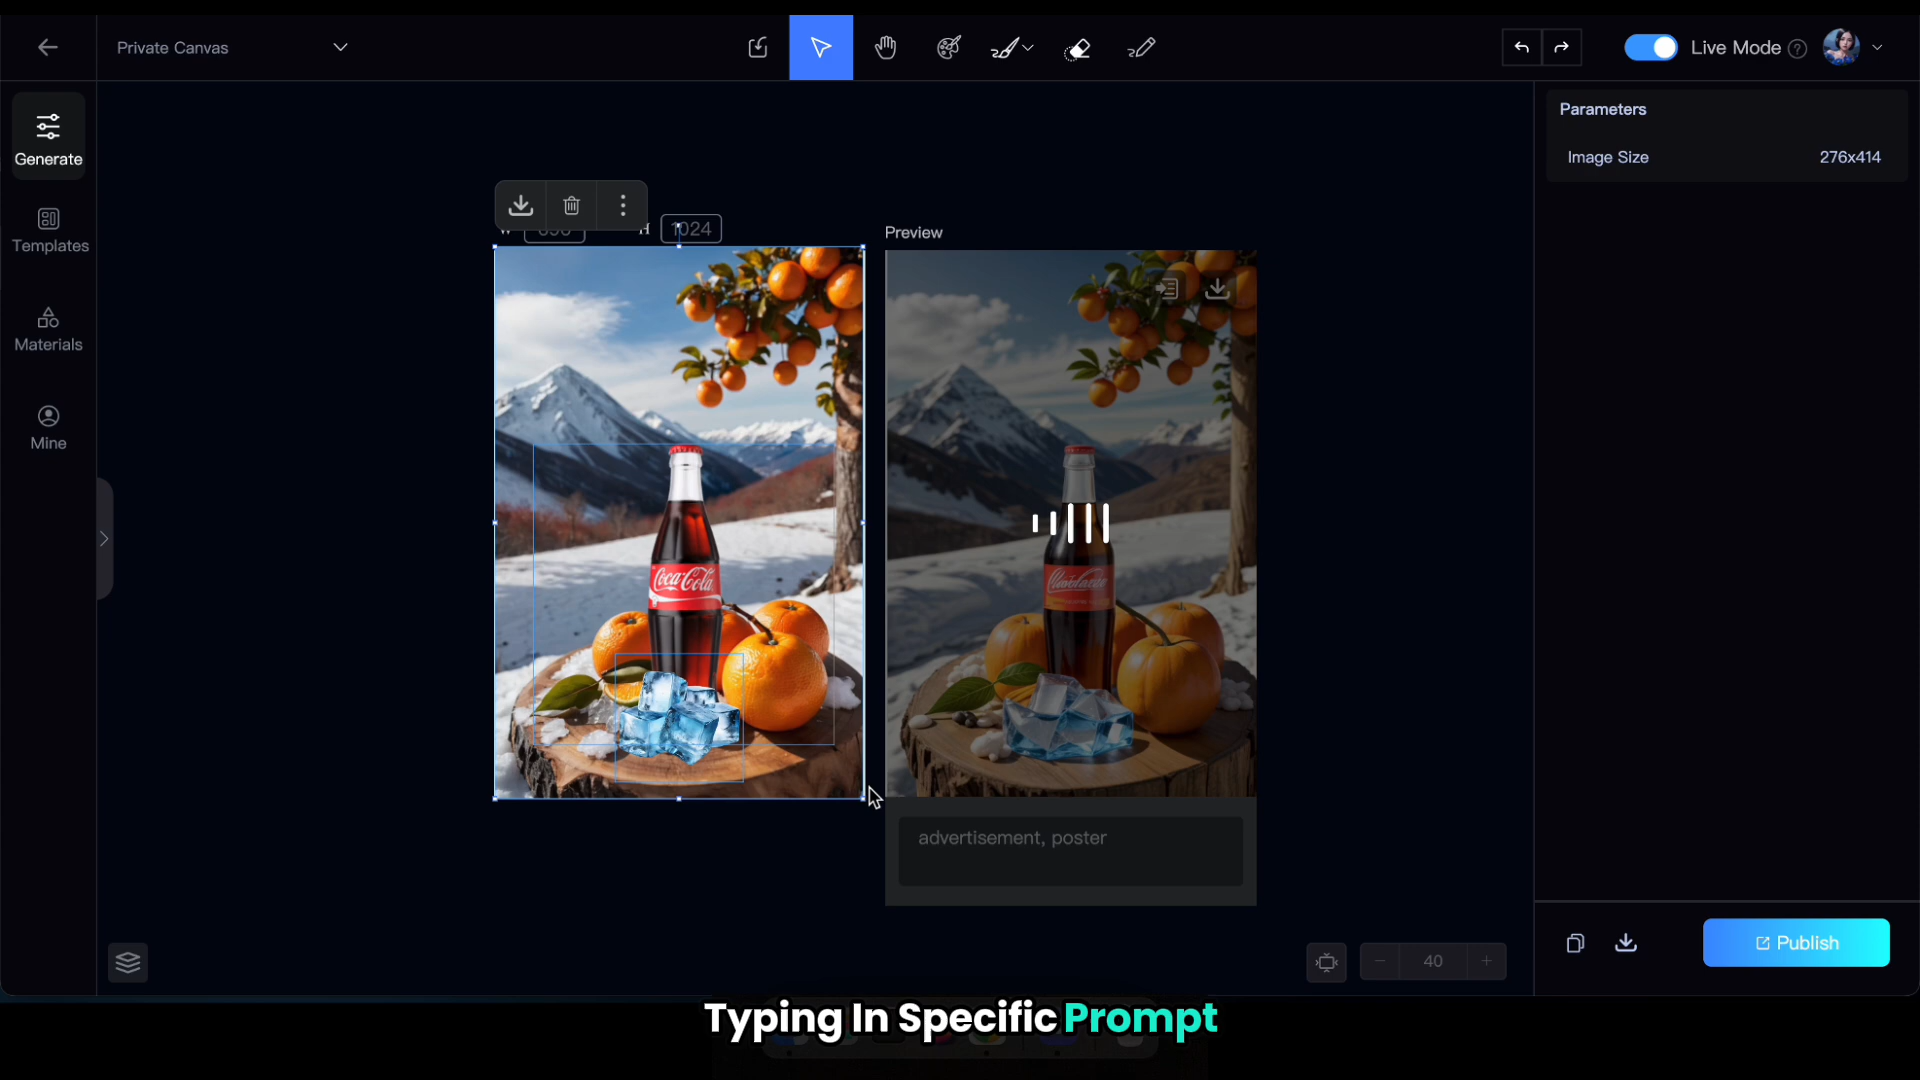 Private Canvas
Live Mode ?
Generate
Templates
Materials
Mine
H 1024
Preview
Coca-Cola
advertisement, poster
Parameters
Image Size 276x414
40
Publish
Typing In Specific Prompt